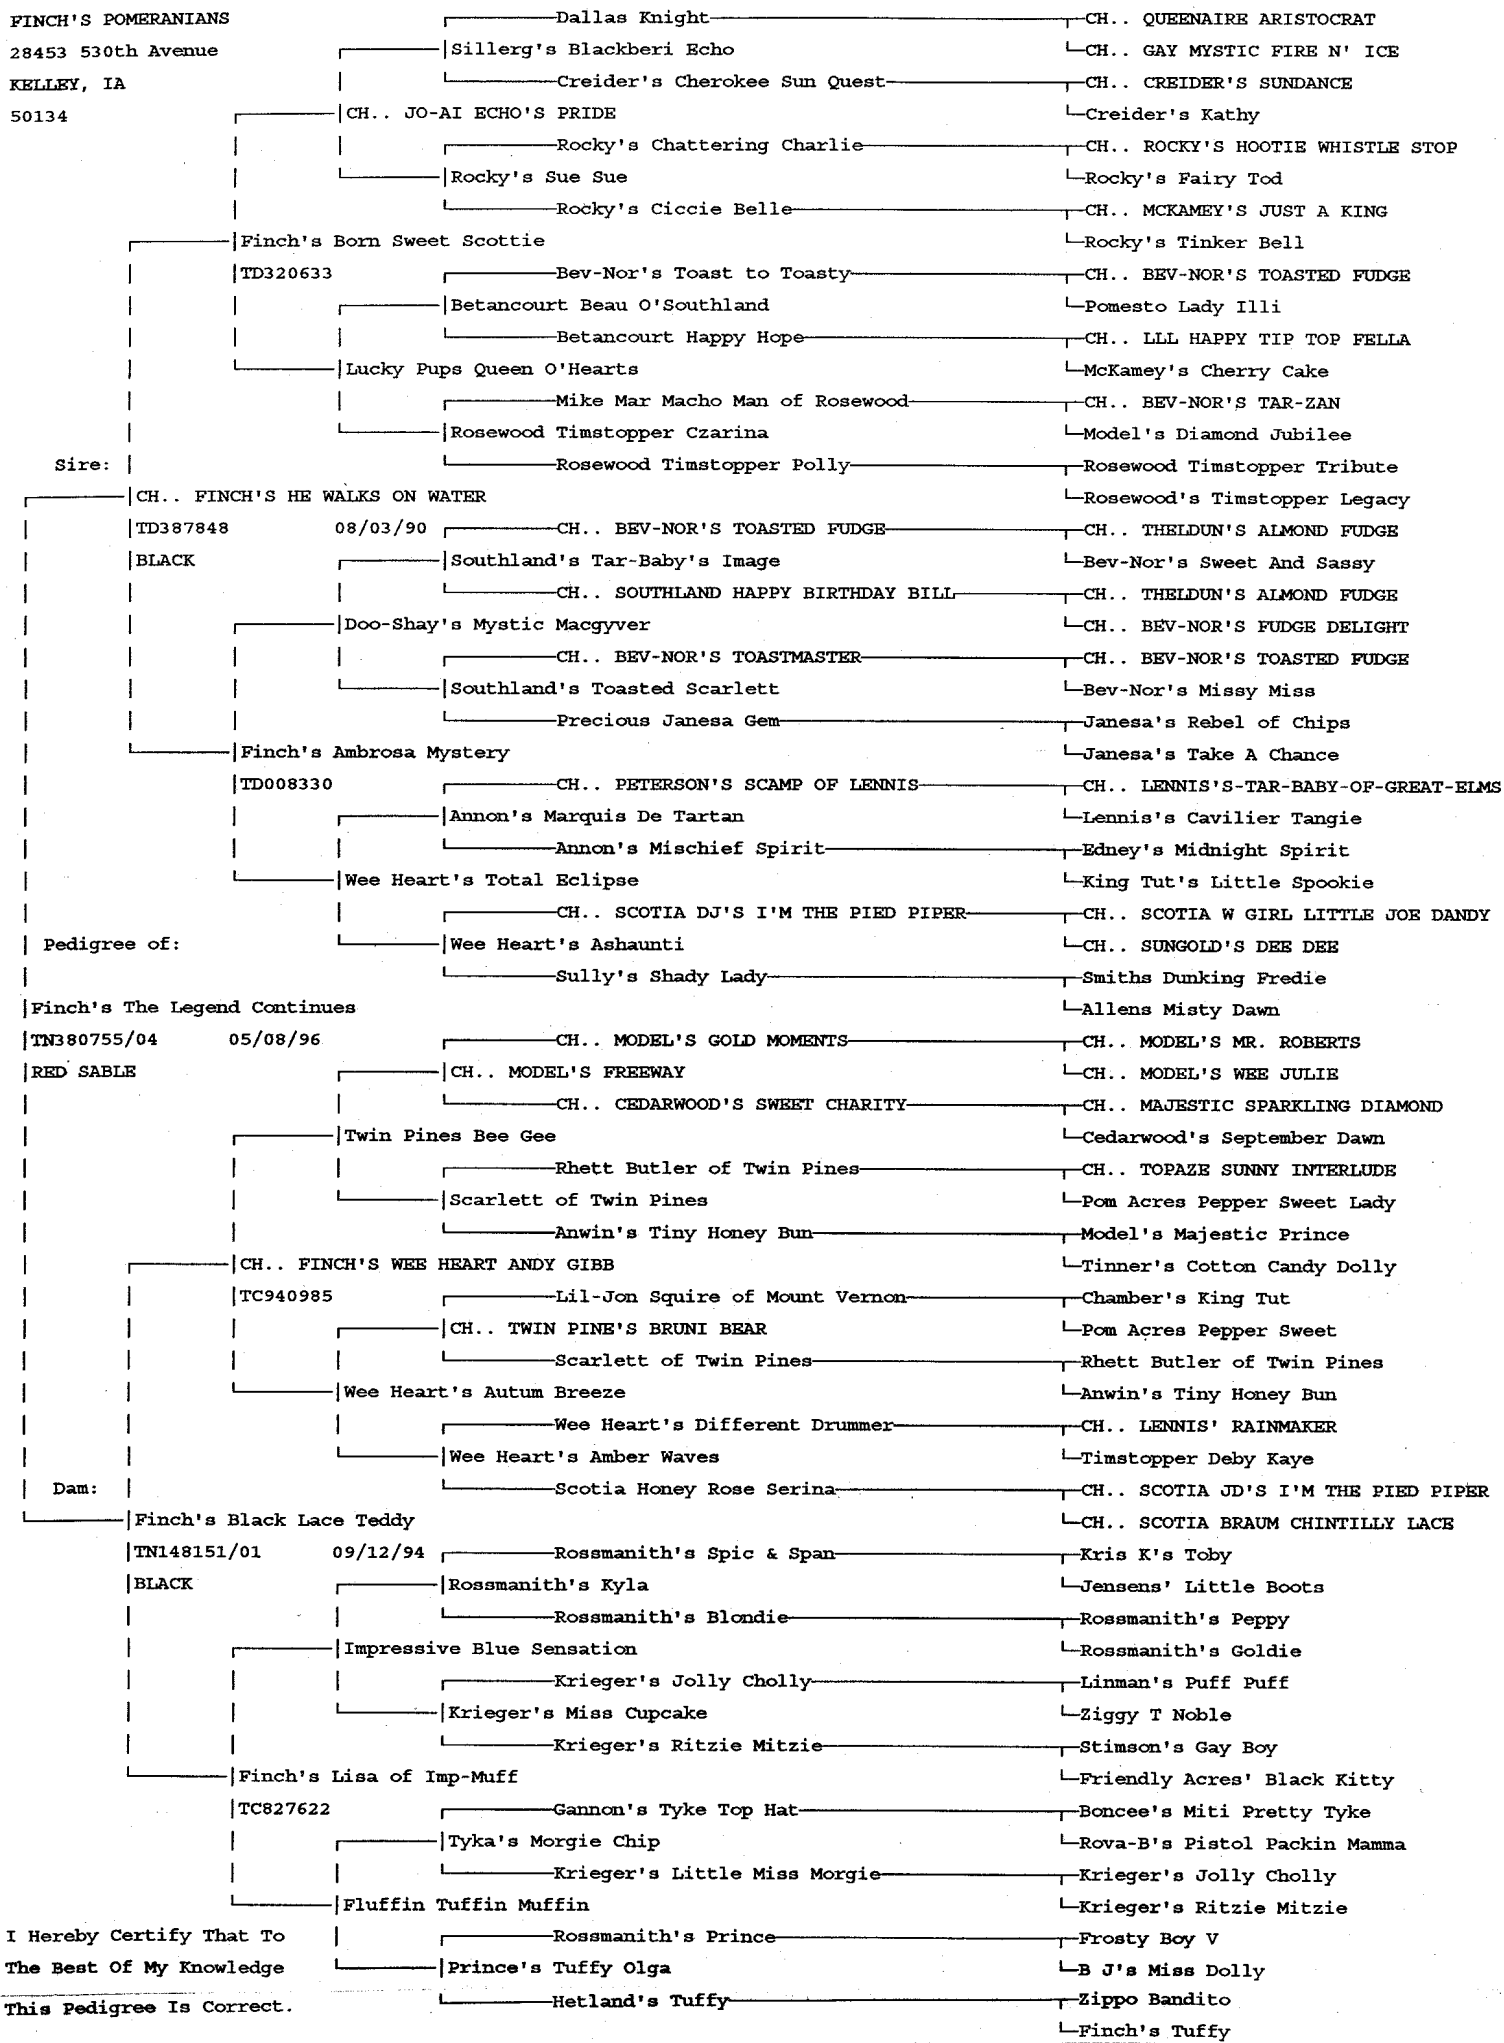 FINCH'S POMERANIANS Dallas Knight CH.. QUEENAIRE ARISTOCRAT
28453 530th Avenue Sillerg's Blackberi Echo CH.. GAY MYSTIC FIRE N' ICE
KELLEY, IA Creider's Cherokee Sun Quest CH.. CREIDER'S SUNDANCE
50134 CH.. JO-AI ECHO'S PRIDE Creider's Kathy
Rocky's Chattering Charlie CH.. ROCKY'S HOOTIE WHISTLE STOP
Rocky's Sue Sue Rocky's Fairy Tod
Rocky's Ciccie Belle CH.. MCKAMEY'S JUST A KING
Finch's Born Sweet Scottie Rocky's Tinker Bell
TD320633 Bev-Nor's Toast to Toasty CH.. BEV-NOR'S TOASTED FUDGE
Betancourt Beau O'Southland Pomesto Lady Illi
Betancourt Happy Hope CH.. LLL HAPPY TIP TOP FELLA
Lucky Pups Queen O'Hearts McKamey's Cherry Cake
Mike Mar Macho Man of Rosewood CH.. BEV-NOR'S TAR-ZAN
Rosewood Timstopper Czarina Model's Diamond Jubilee
Sire: Rosewood Timstopper Polly Rosewood Timstopper Tribute
CH.. FINCH'S HE WALKS ON WATER Rosewood's Timstopper Legacy
TD387848 08/03/90 CH.. BEV-NOR'S TOASTED FUDGE CH.. THELDUN'S ALMOND FUDGE
BLACK Southland's Tar-Baby's Image Bev-Nor's Sweet And Sassy
CH.. SOUTHLAND HAPPY BIRTHDAY BILL CH.. THELDUN'S ALMOND FUDGE
Doo-Shay's Mystic Macgyver CH.. BEV-NOR'S FUDGE DELIGHT
CH.. BEV-NOR'S TOASTMASTER CH.. BEV-NOR'S TOASTED FUDGE
Southland's Toasted Scarlett Bev-Nor's Missy Miss
Precious Janesa Gem Janesa's Rebel of Chips
Finch's Ambrosa Mystery Janesa's Take A Chance
TD008330 CH.. PETERSON'S SCAMP OF LENNIS CH.. LENNIS'S-TAR-BABY-OF-GREAT-ELMS
Annon's Marquis De Tartan Lennis's Cavilier Tangie
Annon's Mischief Spirit Edney's Midnight Spirit
Wee Heart's Total Eclipse King Tut's Little Spookie
CH.. SCOTIA DJ'S I'M THE PIED PIPER CH.. SCOTIA W GIRL LITTLE JOE DANDY
Pedigree of: Wee Heart's Ashaunti CH.. SUNGOLD'S DEE DEE
Sully's Shady Lady Smiths Dunking Fredie
Finch's The Legend Continues Allens Misty Dawn
TN380755/04 05/08/96 CH.. MODEL'S GOLD MOMENTS CH.. MODEL'S MR. ROBERTS
RED SABLE CH.. MODEL'S FREEWAY CH.. MODEL'S WEE JULIE
CH.. CEDARWOOD'S SWEET CHARITY CH.. MAJESTIC SPARKLING DIAMOND
Twin Pines Bee Gee Cedarwood's September Dawn
Rhett Butler of Twin Pines CH.. TOPAZE SUNNY INTERLUDE
Scarlett of Twin Pines Pom Acres Pepper Sweet Lady
Anwin's Tiny Honey Bun Model's Majestic Prince
CH.. FINCH'S WEE HEART ANDY GIBB Tinner's Cotton Candy Dolly
TC940985 Lil-Jon Squire of Mount Vernon Chamber's King Tut
CH.. TWIN PINE'S BRUNI BEAR Pom Acres Pepper Sweet
Scarlett of Twin Pines Rhett Butler of Twin Pines
Wee Heart's Autum Breeze Anwin's Tiny Honey Bun
Wee Heart's Different Drummer CH.. LENNIS' RAINMAKER
Wee Heart's Amber Waves Timstopper Deby Kaye
Dam: Scotia Honey Rose Serina CH.. SCOTIA JD'S I'M THE PIED PIPER
Finch's Black Lace Teddy CH.. SCOTIA BRAUM CHINTILLY LACE
TN148151/01 09/12/94 Rossmanith's Spic & Span Kris K's Toby
BLACK Rossmanith's Kyla Jensens' Little Boots
Rossmanith's Blondie Rossmanith's Peppy
Impressive Blue Sensation Rossmanith's Goldie
Krieger's Jolly Cholly Linman's Puff Puff
Krieger's Miss Cupcake Ziggy T Noble
Krieger's Ritzie Mitzie Stimson's Gay Boy
Finch's Lisa of Imp-Muff Friendly Acres' Black Kitty
TC827622 Gannon's Tyke Top Hat Boncee's Miti Pretty Tyke
Tyka's Morgie Chip Rova-B's Pistol Packin Mamma
Krieger's Little Miss Morgie Krieger's Jolly Cholly
Fluffin Tuffin Muffin Krieger's Ritzie Mitzie
I Hereby Certify That To Rossmanith's Prince Frosty Boy V
The Best Of My Knowledge Prince's Tuffy Olga B J's Miss Dolly
This Pedigree Is Correct. Hetland's Tuffy Zippo Bandito
Finch's Tuffy